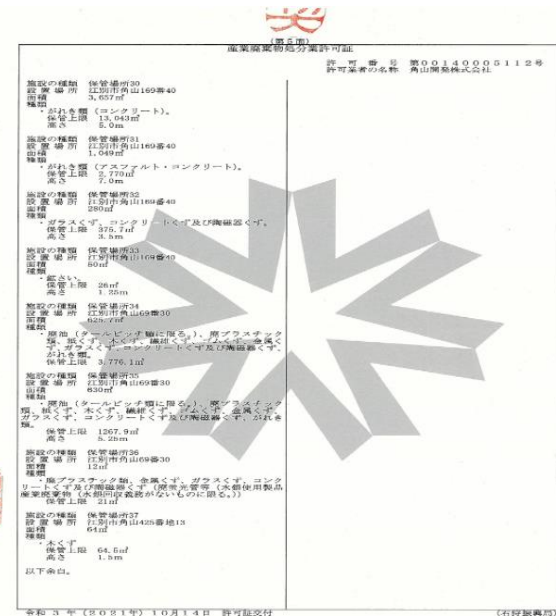 (第5面)
産業廃棄物処分業許可証
許可番号 第00140005112号
許可業者の名称 角山開発株式会社
施設の種類 保管場所30
設置場所 江別市角山169番40
面積 3,657㎡
種類
・がれき類(コンクリート)。
保管上限 13,043㎥
高さ 5.0m
施設の種類 保管場所31
設置場所 江別市角山169番40
面積 1,049㎡
種類
・がれき類(アスファルト・コンクリート)。
保管上限 2,770㎥
高さ 7.0m
施設の種類 保管場所32
設置場所 江別市角山169番40
面積 280㎡
種類
・ガラスくず、コンクリートくず及び陶磁器くず。
保管上限 375.7㎥
高さ 3.5m
施設の種類 保管場所33
設置場所 江別市角山169番40
面積 80㎡
種類
・鉱さい。
保管上限 26㎥
高さ 1.25m
施設の種類 保管場所34
設置場所 江別市角山69番30
面積 625.7㎡
種類
・廃油(タールピッチ類に限る。)、廃プラスチック
類、紙くず、木くず、繊維くず、ゴムくず、金属く
ず、ガラスくず、コンクリートくず及び陶磁器くず、
がれき類。
保管上限 3,776.1㎥
施設の種類 保管場所35
設置場所 江別市角山69番30
面積 630㎡
種類
・廃油(タールピッチ類に限る。)、廃プラスチック
類、紙くず、木くず、繊維くず、ゴムくず、金属くず、
ガラスくず、コンクリートくず及び陶磁器くず、がれき
類。
保管上限 1267.9㎥
高さ 5.25m
施設の種類 保管場所36
設置場所 江別市角山69番30
面積 12㎡
種類
・廃プラスチック類、金属くず、ガラスくず、コンク
リートくず及び陶磁器くず(廃蛍光管等(水銀使用製品
産業廃棄物(水銀回収義務がないものに限る。))
保管上限 21㎥
施設の種類 保管場所37
設置場所 江別市角山425番地13
面積 64㎡
種類
・木くず
保管上限 64.5㎥
高さ 1.5m
以下余白。
令和3年(2021年)10月14日 許可証交付
(石狩振興局)